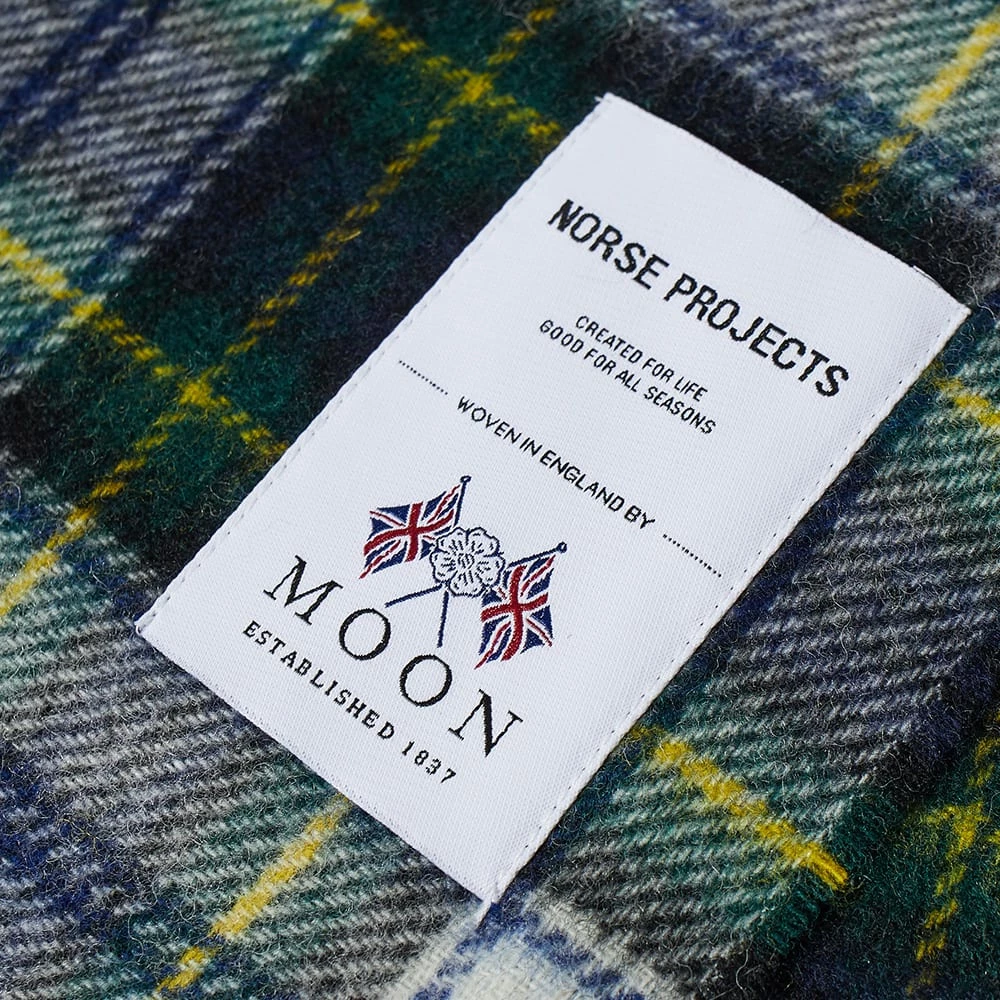 NORSE PROJECTS
CREATED FOR LIFE
GOOD FOR ALL SEASONS
WOVEN IN ENGLAND BY
MOON
ESTABLISHED 1837